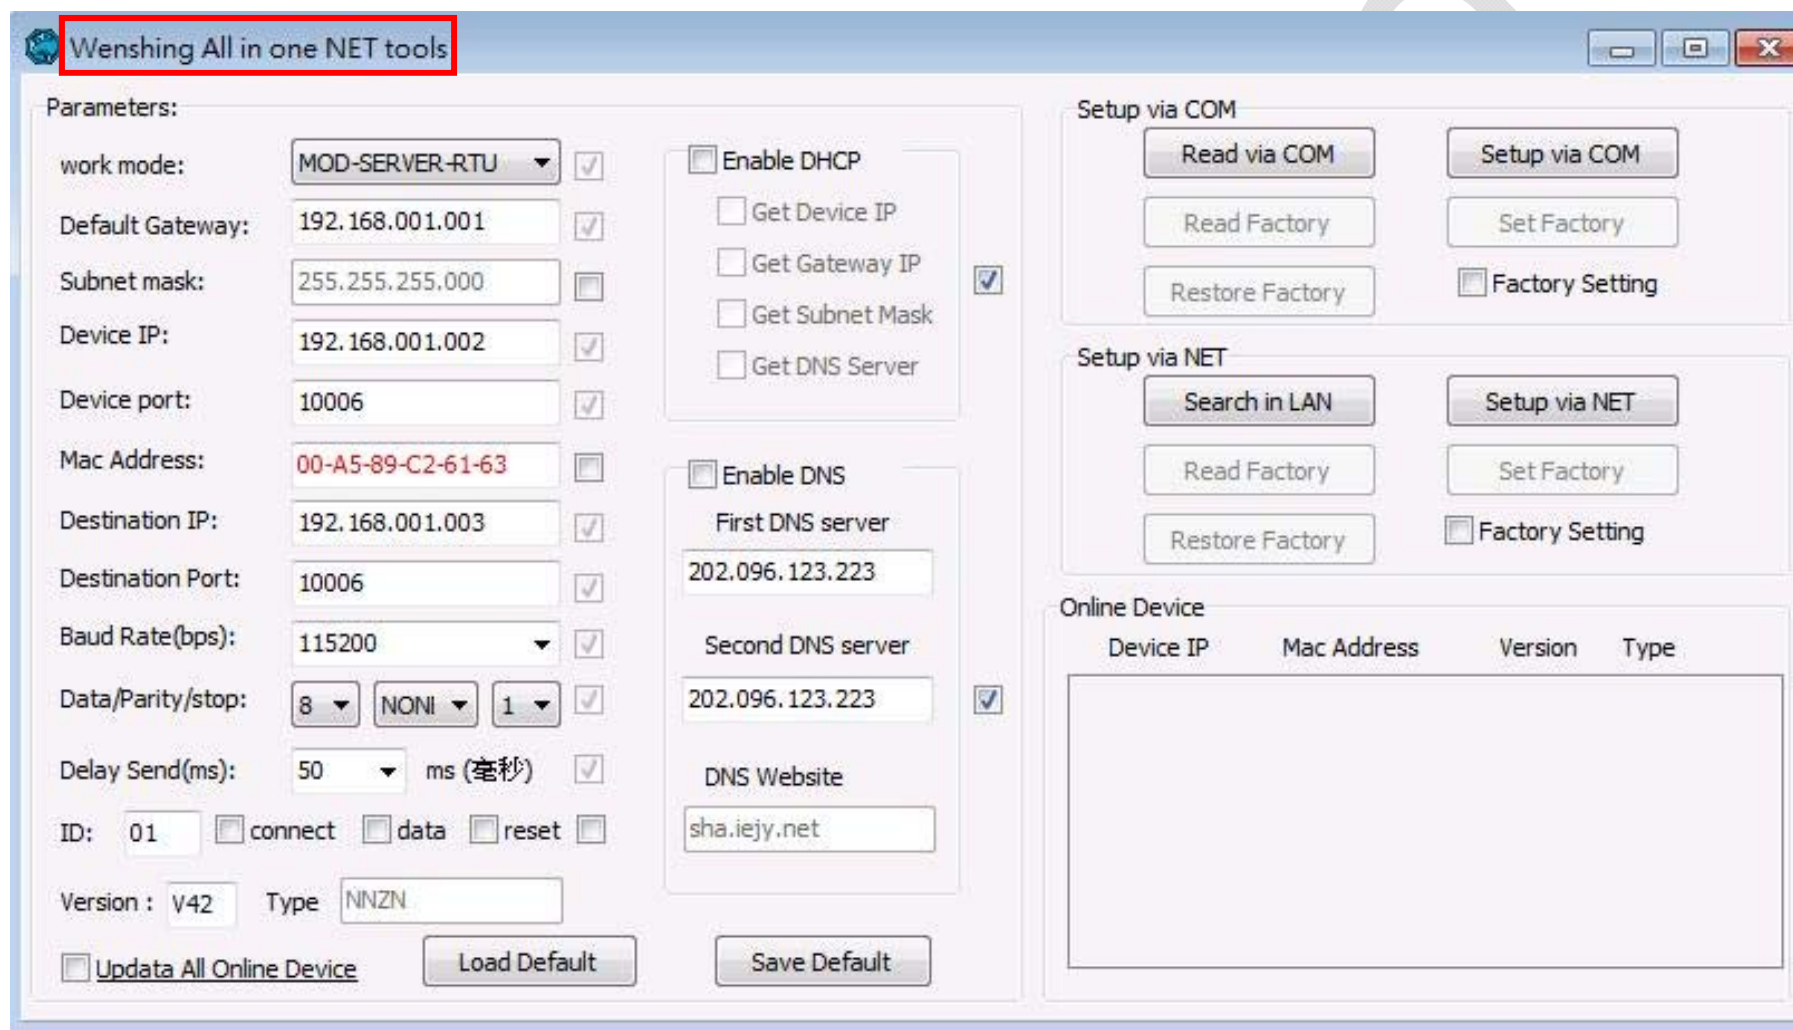 Wenshing All in one NET tools
Parameters:
work mode: MOD-SERVER-RTU
Default Gateway: 192.168.001.001
Subnet mask: 255.255.255.000
Device IP: 192.168.001.002
Device port: 10006
Mac Address: 00-A5-89-C2-61-63
Destination IP: 192.168.001.003
Destination Port: 10006
Baud Rate(bps): 115200
Data/Parity/stop: 8 NONI 1
Delay Send(ms): 50 ms (毫秒)
ID: 01 connect data reset
Version : V42 Type NNZN
Updata All Online Device Load Default Save Default
Enable DHCP
Get Device IP
Get Gateway IP
Get Subnet Mask
Get DNS Server
Enable DNS
First DNS server
202.096.123.223
Second DNS server
202.096.123.223
DNS Website
sha.iejy.net
Setup via COM
Read via COM Setup via COM
Read Factory Set Factory
Restore Factory Factory Setting
Setup via NET
Search in LAN Setup via NET
Read Factory Set Factory
Restore Factory Factory Setting
Online Device
Device IP Mac Address Version Type